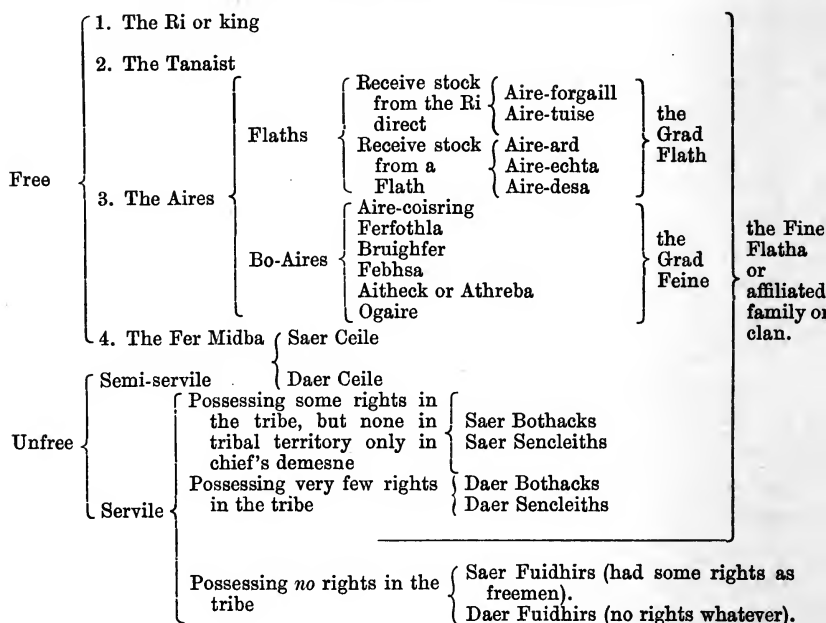 1. The Ri or king
2. The Tanaist
Free
3. The Aires
Flaths
Receive stock
from the Ri
direct
Aire-forgaill
Aire-tuise
Receive stock
from a
Flath
Aire-ard
Aire-echta
Aire-desa
the
Grad
Flath
Bo-Aires
Aire-coisring
Ferfothla
Bruighfer
Febhsa
Aitheck or Athreba
Ogaire
the
Grad
Feine
the Fine
Flatha
or
affiliated
family or
clan.
4. The Fer Midba
Saer Ceile
Daer Ceile
Unfree
Semi-servile
Servile
Possessing some rights in
the tribe, but none in
tribal territory only in
chief's demesne
Saer Bothacks
Saer Sencleiths
Possessing very few rights
in the tribe
Daer Bothacks
Daer Sencleiths
Possessing no rights in the
tribe
Saer Fuidhirs (had some rights as
freemen).
Daer Fuidhirs (no rights whatever).